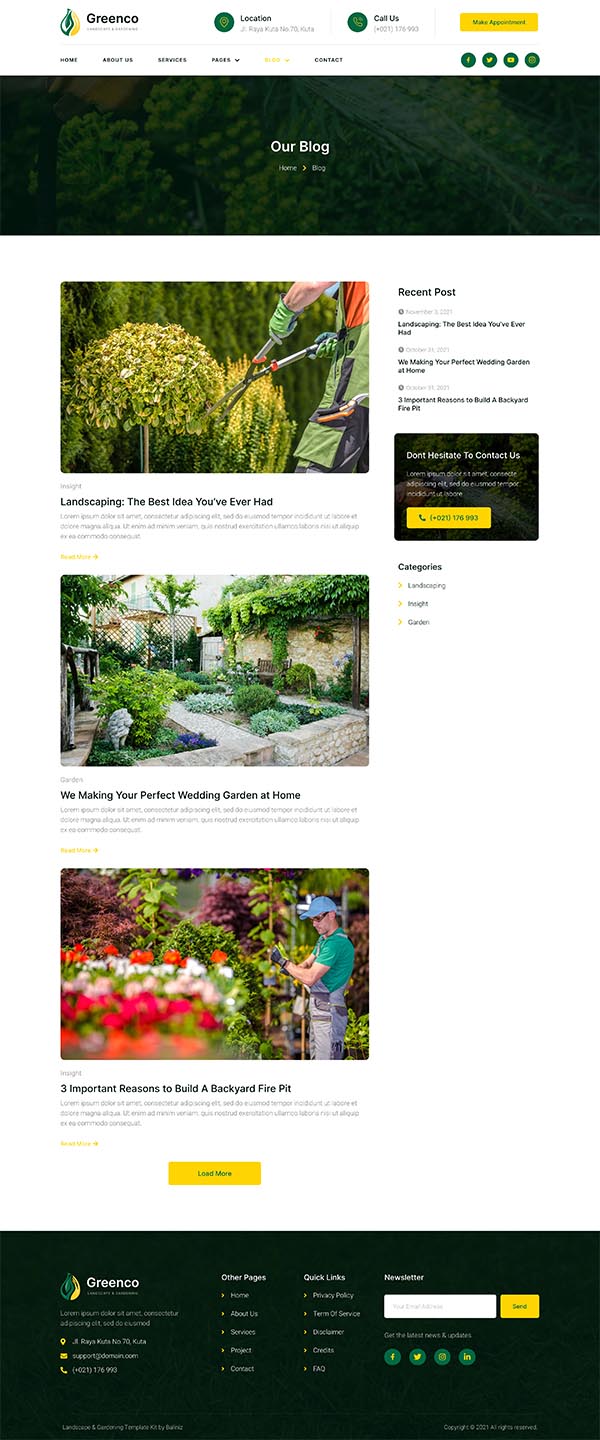 Greenco
LANDSCAPE & GARDENING
Location
Jl. Raya Kuta No.70, Kuta
Call Us
(+021) 176 993
Make Appointment
HOME
ABOUT US
SERVICES
PAGES
BLOG
CONTACT
Our Blog
Home
Blog
Insight
Landscaping: The Best Idea You've Ever Had
Lorem ipsum dolor sit amet, consectetur adipiscing elit, sed do eiusmod tempor incididunt ut labore et
dolore magna aliqua. Ut enim ad minim veniam, quis nostrud exercitation ullamco laboris nisi ut aliquip
ex ea commodo consequat.
Read More
Garden
We Making Your Perfect Wedding Garden at Home
Lorem ipsum dolor sit amet, consectetur adipiscing elit, sed do eiusmod tempor incididunt ut labore et
dolore magna aliqua. Ut enim ad minim veniam, quis nostrud exercitation ullamco laboris nisi ut aliquip
ex ea commodo consequat.
Read More
Insight
3 Important Reasons to Build A Backyard Fire Pit
Lorem ipsum dolor sit amet, consectetur adipiscing elit, sed do eiusmod tempor incididunt ut labore et
dolore magna aliqua. Ut enim ad minim veniam, quis nostrud exercitation ullamco laboris nisi ut aliquip
ex ea commodo consequat.
Read More
Load More
Recent Post
November 3, 2021
Landscaping: The Best Idea You've Ever
Had
October 31, 2021
We Making Your Perfect Wedding Garden
at Home
October 31, 2021
3 Important Reasons to Build A Backyard
Fire Pit
Dont Hesitate To Contact Us
Lorem ipsum dolor sit amet, consecte
adipiscing elit, sed do eiusmod tempor
incididunt ut labore
(+021) 176 993
Categories
Landscaping
Insight
Garden
Greenco
LANDSCAPE & GARDENING
Lorem ipsum dolor sit amet, consectetur
adipiscing elit, sed do eiusmod
Jl. Raya Kuta No.70, Kuta
support@domain.com
(+021) 176 993
Other Pages
Home
About Us
Services
Project
Contact
Quick Links
Privacy Policy
Term Of Service
Disclaimer
Credits
FAQ
Newsletter
Your Email Address
Send
Get the latest news & updates
Landscape & Gardening Template Kit by Baliniz
Copyright © 2021 All rights reserved.